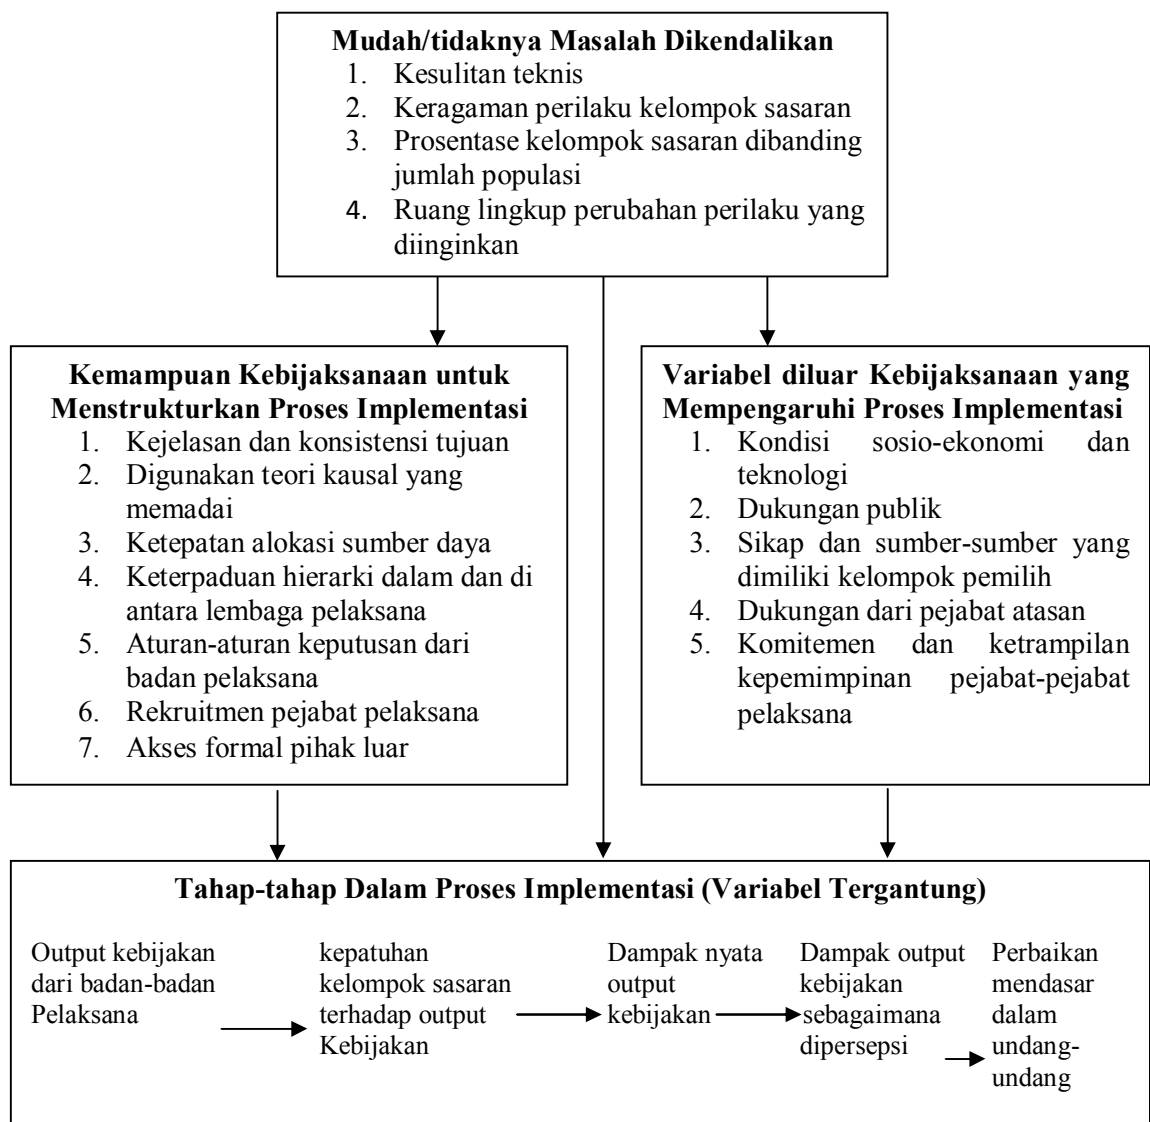 Mudah/tidaknya Masalah Dikendalikan
1. Kesulitan teknis
2. Keragaman perilaku kelompok sasaran
3. Prosentase kelompok sasaran dibanding
jumlah populasi
4. Ruang lingkup perubahan perilaku yang
diinginkan
Kemampuan Kebijaksanaan untuk
Menstrukturkan Proses Implementasi
1. Kejelasan dan konsistensi tujuan
2. Digunakan teori kausal yang
memadai
3. Ketepatan alokasi sumber daya
4. Keterpaduan hierarki dalam dan di
antara lembaga pelaksana
5. Aturan-aturan keputusan dari
badan pelaksana
6. Rekruitmen pejabat pelaksana
7. Akses formal pihak luar
Variabel diluar Kebijaksanaan yang
Mempengaruhi Proses Implementasi
1. Kondisi sosio-ekonomi dan
teknologi
2. Dukungan publik
3. Sikap dan sumber-sumber yang
dimiliki kelompok pemilih
4. Dukungan dari pejabat atasan
5. Komitemen dan ketrampilan
kepemimpinan pejabat-pejabat
pelaksana
Tahap-tahap Dalam Proses Implementasi (Variabel Tergantung)
Output kebijakan
dari badan-badan
Pelaksana
kepatuhan
kelompok sasaran
terhadap output
Kebijakan
Dampak nyata
output
kebijakan
Dampak output
kebijakan
sebagaimana
dipersepsi
Perbaikan
mendasar
dalam
undang-
undang